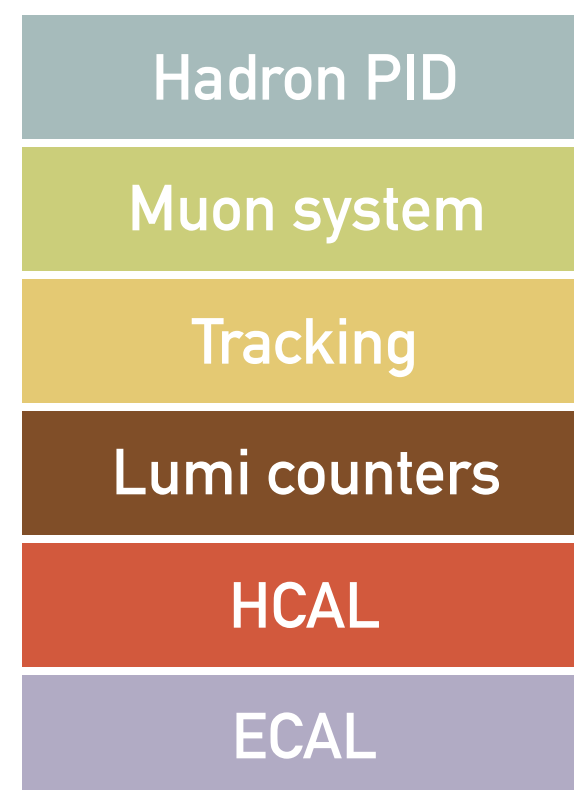 Hadron PID
Muon system
Tracking
Lumi counters
HCAL
ECAL